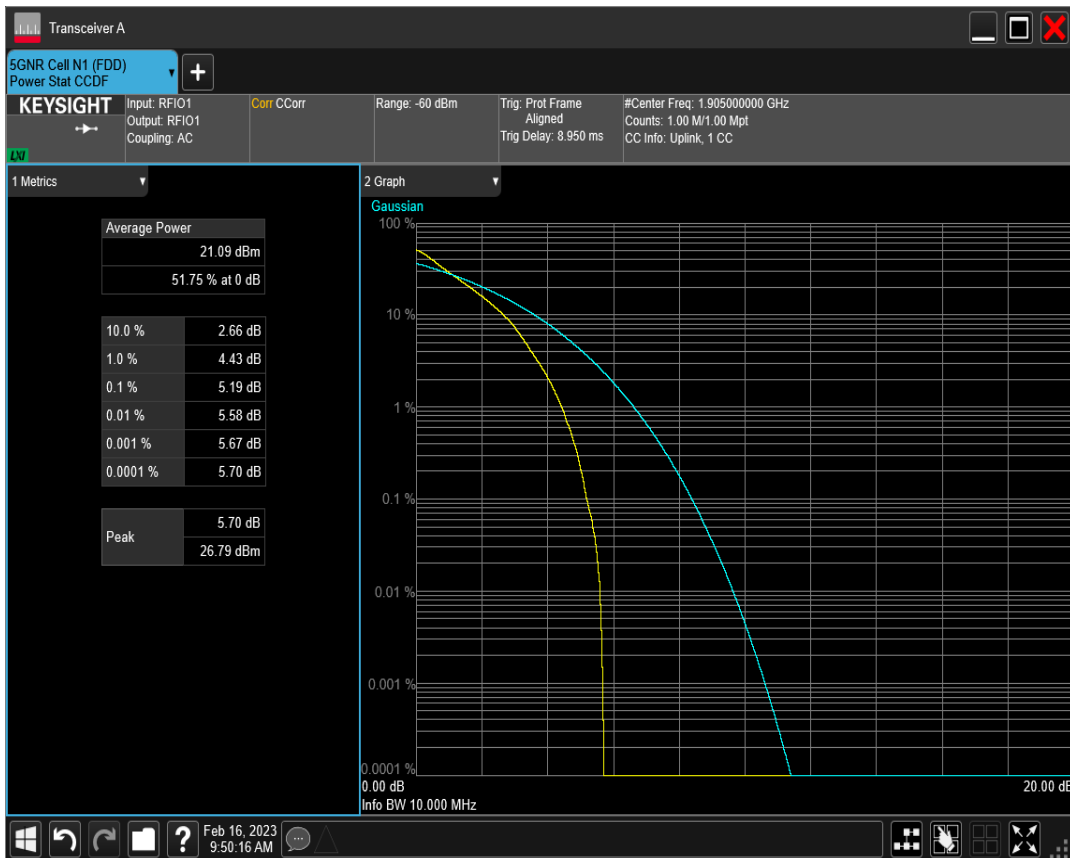 Transceiver A
5GNR Cell N1 (FDD)
Power Stat CCDF
+
KEYSIGHT
LXI
Input: RFIO1
Output: RFIO1
Coupling: AC
Corr CCorr
Range: -60 dBm
Trig: Prot Frame
Aligned
Trig Delay: 8.950 ms
#Center Freq: 1.905000000 GHz
Counts: 1.00 M/1.00 Mpt
CC Info: Uplink, 1 CC
1 Metrics
Average Power
21.09 dBm
51.75 % at 0 dB
10.0 % 2.66 dB
1.0 % 4.43 dB
0.1 % 5.19 dB
0.01 % 5.58 dB
0.001 % 5.67 dB
0.0001 % 5.70 dB
Peak
5.70 dB
26.79 dBm
2 Graph
Gaussian
100 %
10 %
1 %
0.1 %
0.01 %
0.001 %
0.0001 %
0.00 dB 20.00 dB
Info BW 10.000 MHz
?
Feb 16, 2023
9:50:16 AM